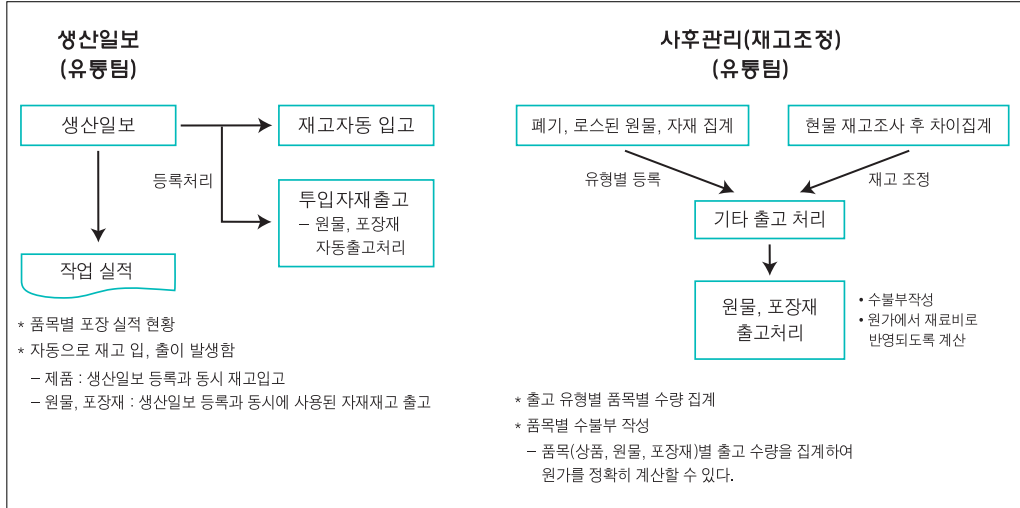 생산일보
(유통팀)
생산일보
재고자동 입고
등록처리
투입자재출고
– 원물, 포장재
자동출고처리
작업 실적
* 품목별 포장 실적 현황
* 자동으로 재고 입, 출이 발생함
– 제품 : 생산일보 등록과 동시 재고입고
– 원물, 포장재 : 생산일보 등록과 동시에 사용된 자재재고 출고
사후관리(재고조정)
(유통팀)
폐기, 로스된 원물, 자재 집계
현물 재고조사 후 차이집계
유형별 등록
재고 조정
기타 출고 처리
원물, 포장재
출고처리
• 수불부작성
• 원가에서 재료비로
반영되도록 계산
* 출고 유형별 품목별 수량 집계
* 품목별 수불부 작성
– 품목(상품, 원물, 포장재)별 출고 수량을 집계하여
원가를 정확히 계산할 수 있다.